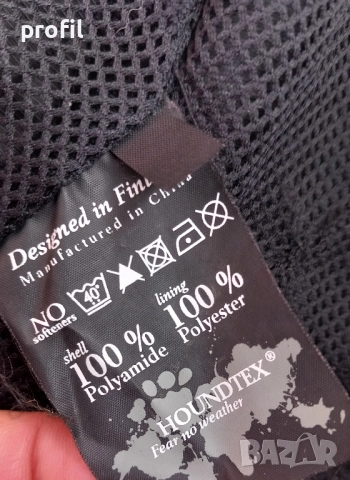 profil
Designed in Finl
Manufactured in China
NO
softeners
40°
shell
100 %
Polyamide
lining
100 %
Polyester
HOUNDTEX®
Fear no weather
BAZAR